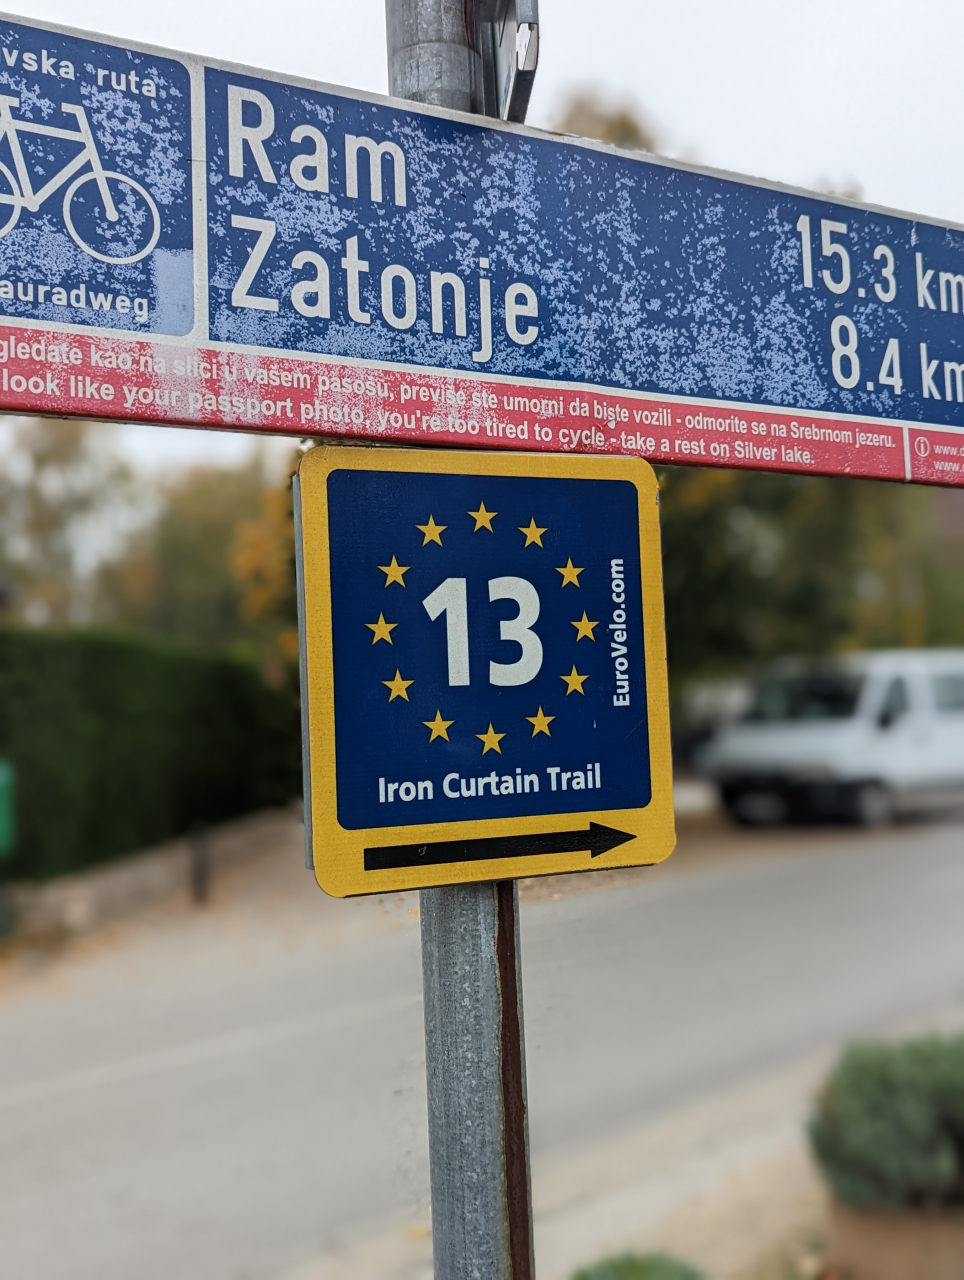 vska ruta
auradweg
Ram 15.3 km
Zatonje 8.4 km
gledate kao na slici u vašem pasošu, previše ste umorni da biste vozili - odmorite se na Srebrnom jezeru.
look like your passport photo, you're too tired to cycle - take a rest on Silver lake.
13
EuroVelo.com
Iron Curtain Trail